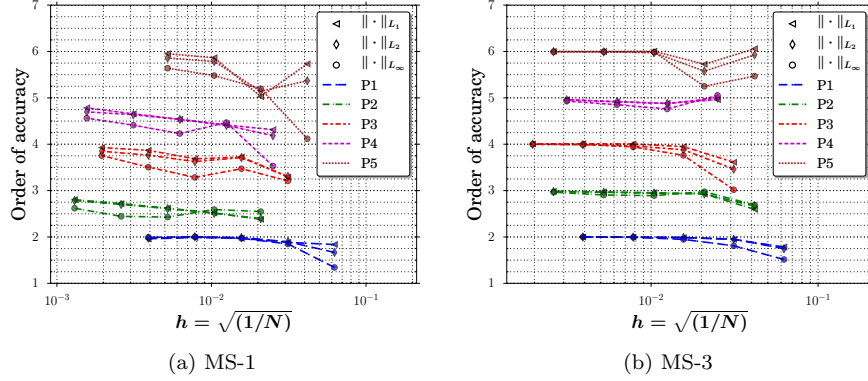 Order of accuracy
6
5
4
3
2
1
10⁻³
10⁻²
10⁻¹
h = √(1/N)
‖ · ‖L₁
‖ · ‖L₂
‖ · ‖L∞
P1
P2
P3
P4
P5
(a) MS-1
Order of accuracy
6
5
4
3
2
1
10⁻²
10⁻¹
h = √(1/N)
‖ · ‖L₁
‖ · ‖L₂
‖ · ‖L∞
P1
P2
P3
P4
P5
(b) MS-3